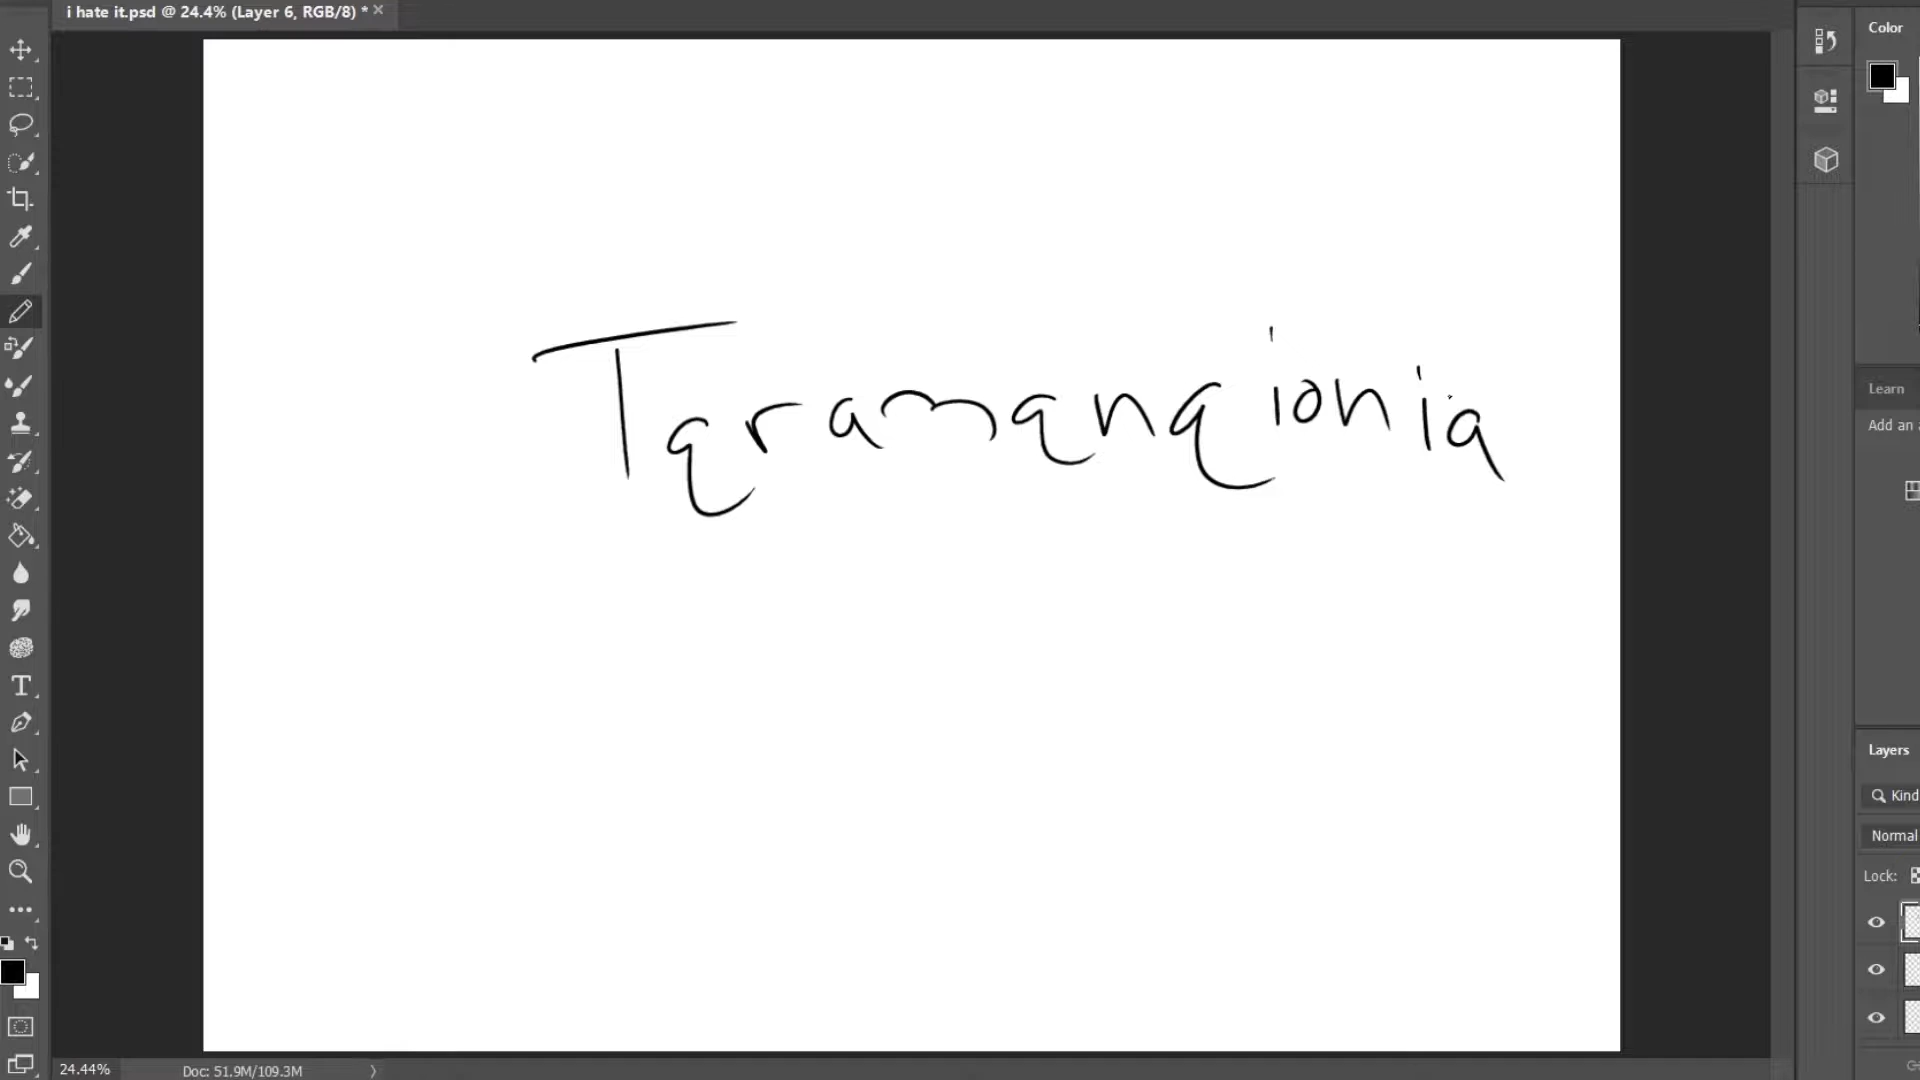 i hate it.psd @ 24.4% (Layer 6, RGB/8) *
Color
Tqramqnqioniq
Learn
Add an a
Layers
Kind
Normal
Lock:
24.44%
Doc: 51.9M/109.3M